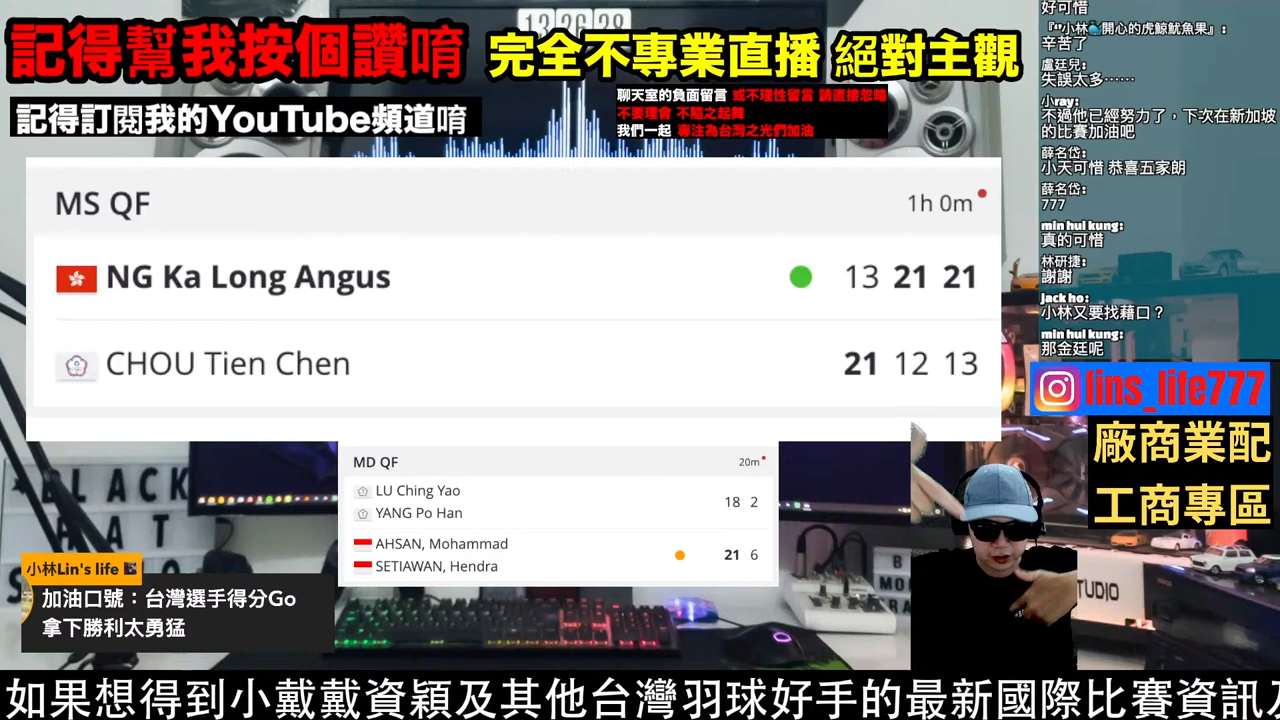 13 26 28
記得幫我按個讚唷
完全不專業直播 絕對主觀
記得訂閱我的YouTube頻道唷
聊天室的負面留言 或不理性留言 請直接忽略
不要理會 不隨之起舞
我們一起 專注為台灣之光們加油
MS QF
1h 0m
NG Ka Long Angus
13 21 21
CHOU Tien Chen
21 12 13
MD QF
20m
LU Ching Yao
YANG Po Han
18 2
AHSAN, Mohammad
SETIAWAN, Hendra
21 6
好可惜
開心的虎鯨魷魚果』:
辛苦了
盧廷兒:
失誤太多⋯⋯
小ray:
不過他已經努力了，下次在新加坡
的比賽加油吧
薛名岱:
小天可惜 恭喜五家朗
薛名岱:
777
min hui kung:
真的可惜
林研捷:
謝謝
Jack ho:
小林又要找藉口？
min hui kung:
那金廷呢
lins_life777
廠商業配
工商專區
BLACK
小林Lin's life
加油口號：台灣選手得分Go
拿下勝利太勇猛
如果想得到小戴戴資穎及其他台灣羽球好手的最新國際比賽資訊及